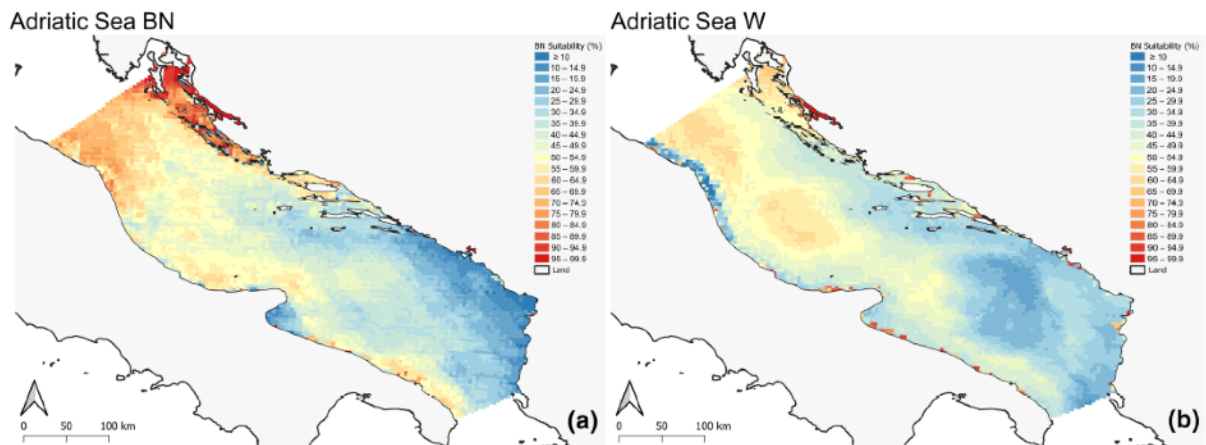 Adriatic Sea BN
BN Suitability (%)
≥ 10
10 – 14.9
15 – 19.9
20 – 24.9
25 – 29.9
30 – 34.9
35 – 39.9
40 – 44.9
45 – 49.9
50 – 54.9
55 – 59.9
60 – 64.9
65 – 69.9
70 – 74.9
75 – 79.9
80 – 84.9
85 – 89.9
90 – 94.9
95 – 99.9
Land
0 50 100 km
(a)
Adriatic Sea W
BN Suitability (%)
≥ 10
10 – 14.9
15 – 19.9
20 – 24.9
25 – 29.9
30 – 34.9
35 – 39.9
40 – 44.9
45 – 49.9
50 – 54.9
55 – 59.9
60 – 64.9
65 – 69.9
70 – 74.9
75 – 79.9
80 – 84.9
85 – 89.9
90 – 94.9
95 – 99.9
Land
0 50 100 km
(b)